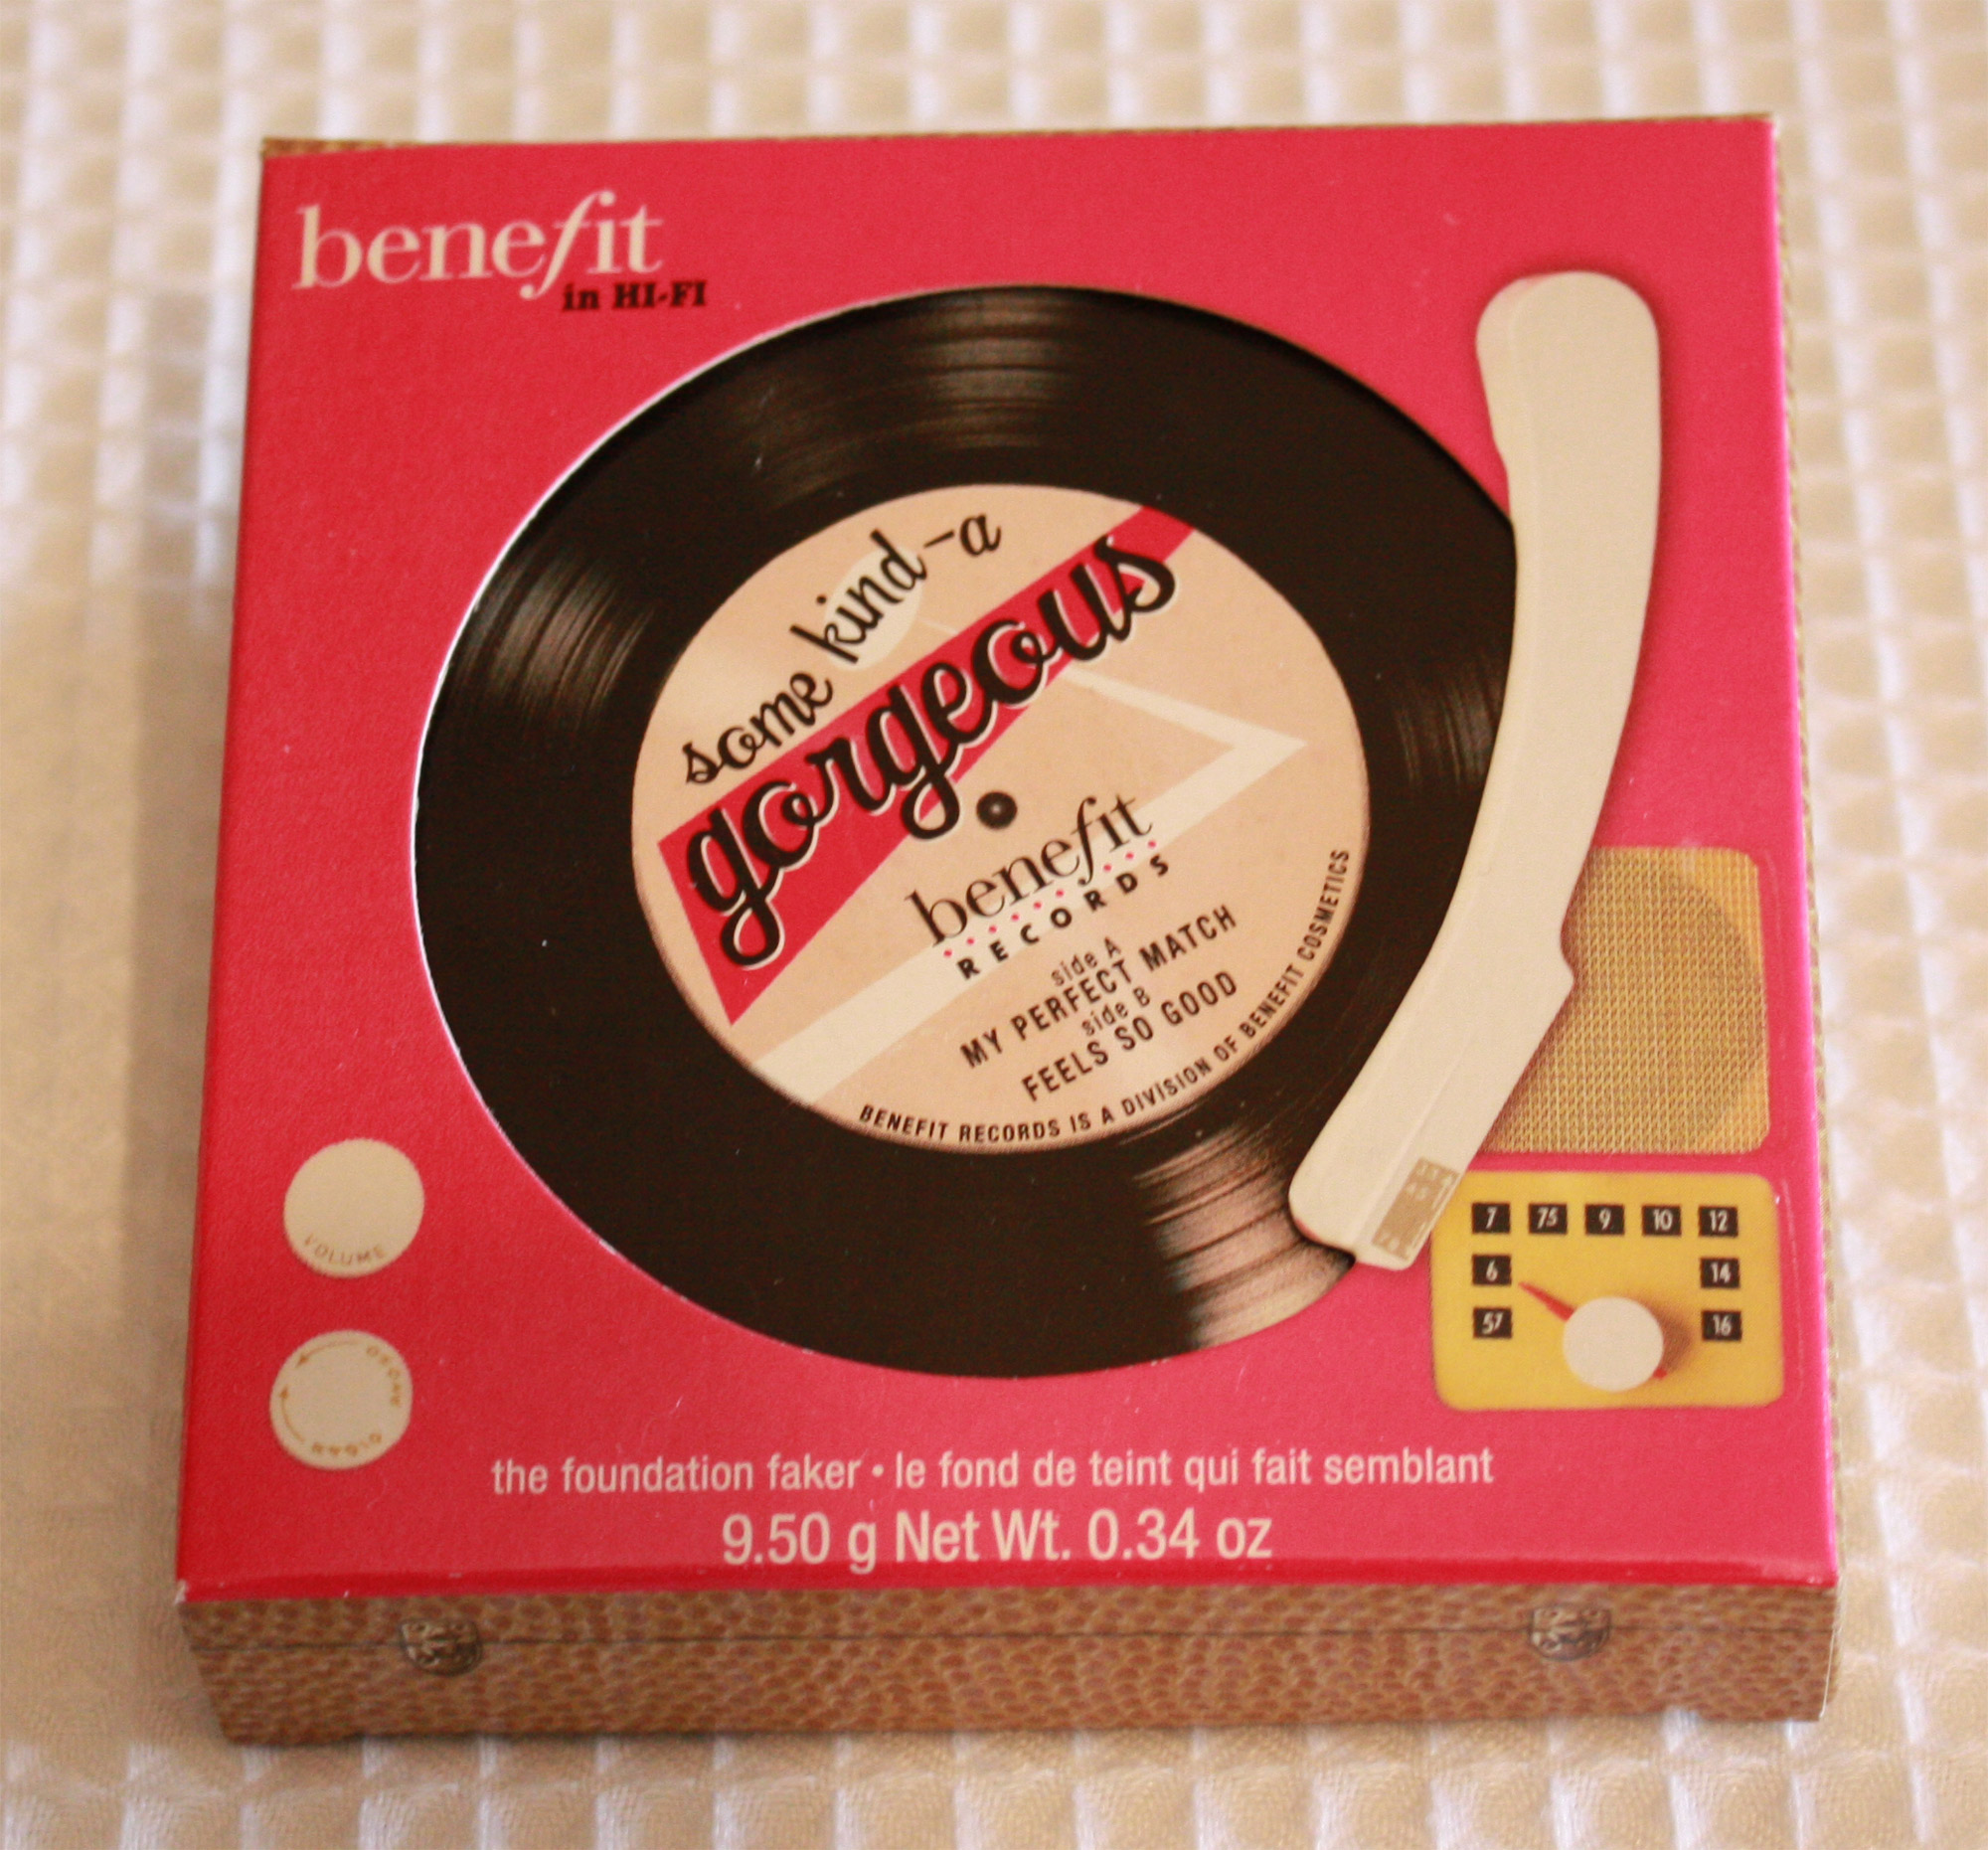 benefit
in HI-FI
some kind-a
gorgeous
benefit
RECORDS
side A
MY PERFECT MATCH
side B
FEELS SO GOOD
BENEFIT RECORDS IS A DIVISION OF BENEFIT COSMETICS
7 75 9 10 12
6 14
57 16
VOLUME
PHONO
RADIO
the foundation faker • le fond de teint qui fait semblant
9.50 g Net Wt. 0.34 oz